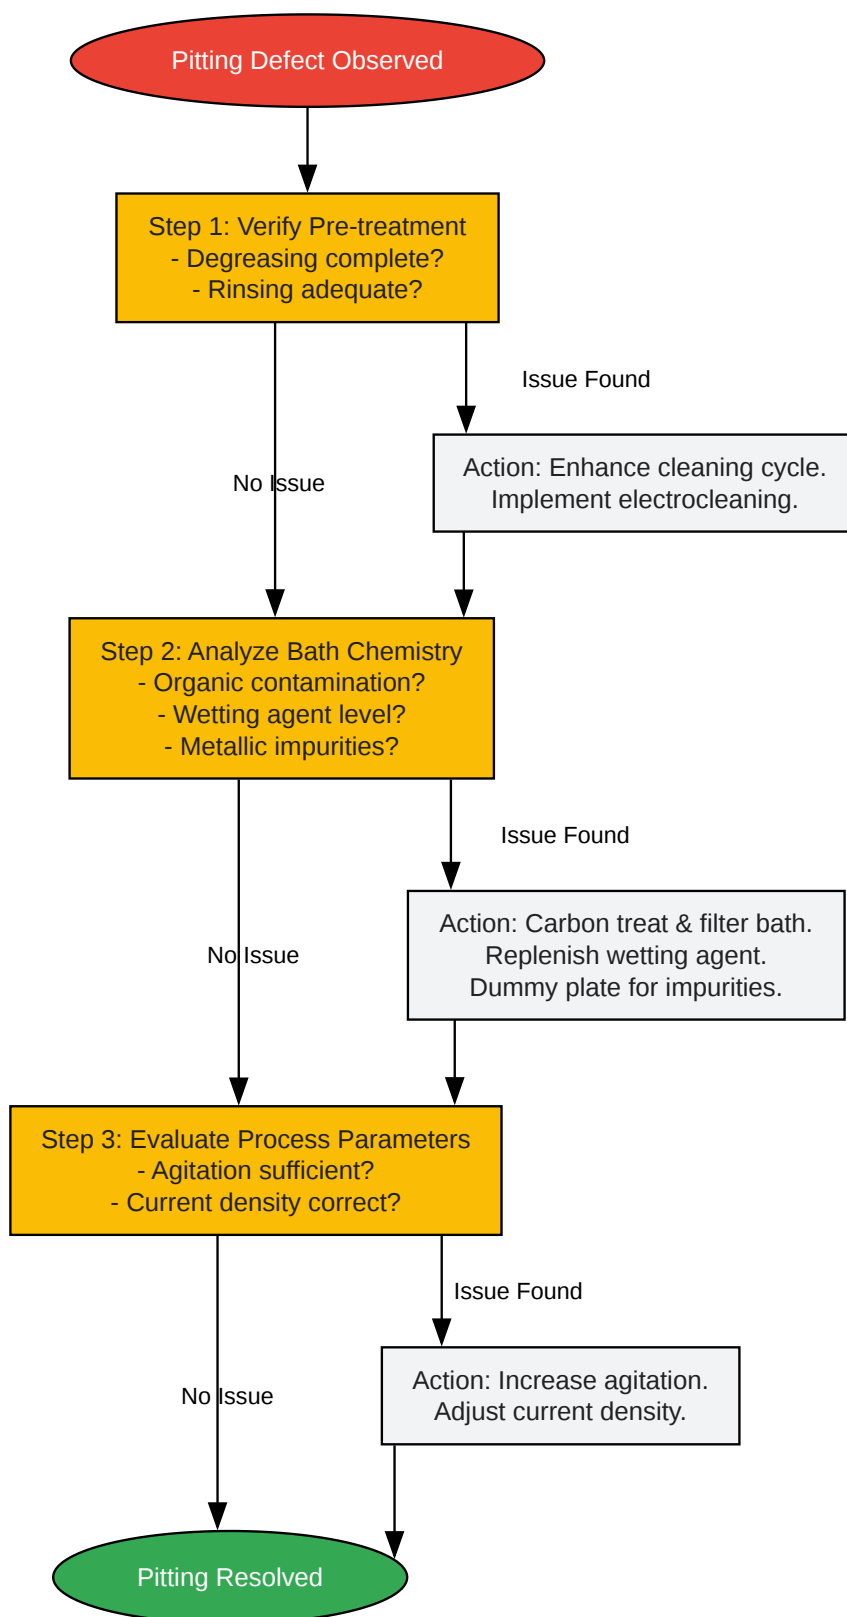 Pitting Defect Observed
Step 1: Verify Pre-treatment
- Degreasing complete?
- Rinsing adequate?
Issue Found
Action: Enhance cleaning cycle.
Implement electrocleaning.
No Issue
Step 2: Analyze Bath Chemistry
- Organic contamination?
- Wetting agent level?
- Metallic impurities?
Issue Found
Action: Carbon treat & filter bath.
Replenish wetting agent.
Dummy plate for impurities.
No Issue
Step 3: Evaluate Process Parameters
- Agitation sufficient?
- Current density correct?
Issue Found
Action: Increase agitation.
Adjust current density.
No Issue
Pitting Resolved